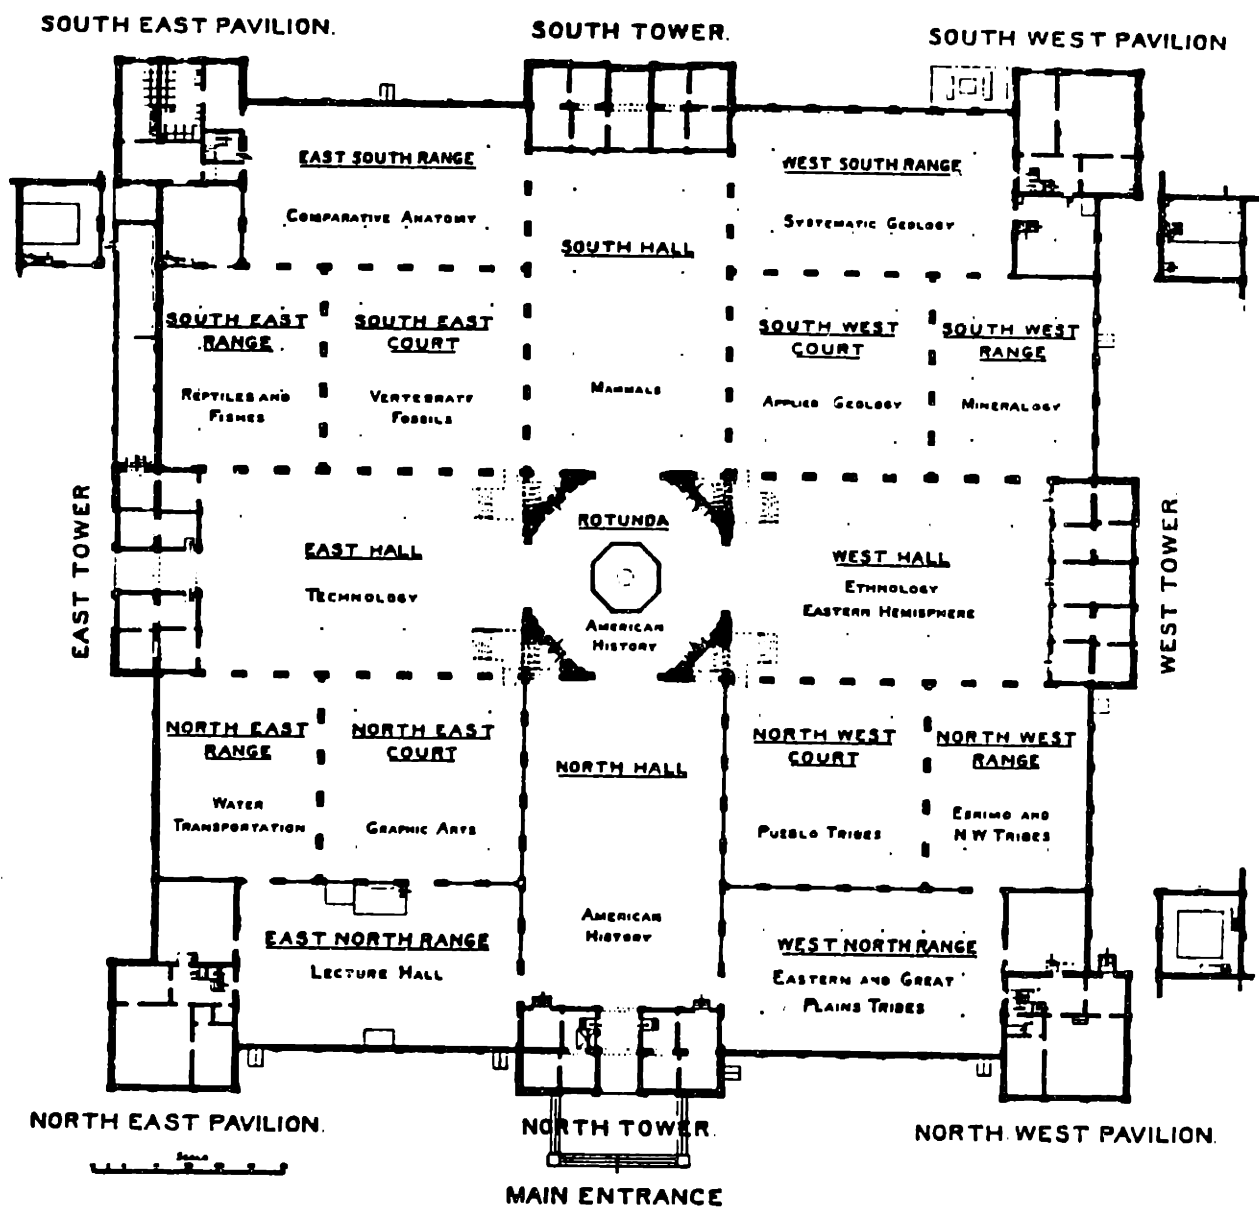 SOUTH EAST PAVILION.
SOUTH TOWER.
SOUTH WEST PAVILION
EAST SOUTH RANGE
COMPARATIVE ANATOMY
SOUTH HALL
MAMMALS
WEST SOUTH RANGE
SYSTEMATIC GEOLOGY
SOUTH EAST
RANGE
REPTILES AND
FISHES
SOUTH EAST
COURT
VERTEBRATE
FOSSILS
SOUTH WEST
COURT
APPLIED GEOLOGY
SOUTH WEST
RANGE
MINERALOGY
EAST TOWER
EAST HALL
TECHNOLOGY
ROTUNDA
AMERICAN
HISTORY
WEST HALL
ETHNOLOGY
EASTERN HEMISPHERE
WEST TOWER
NORTH EAST
RANGE
WATER
TRANSPORTATION
NORTH EAST
COURT
GRAPHIC ARTS
NORTH HALL
AMERICAN
HISTORY
NORTH WEST
COURT
PUEBLO TRIBES
NORTH WEST
RANGE
ESKIMO AND
N W TRIBES
EAST NORTH RANGE
LECTURE HALL
WEST NORTH RANGE
EASTERN AND GREAT
PLAINS TRIBES
NORTH EAST PAVILION.
NORTH TOWER.
NORTH WEST PAVILION.
SCALE
MAIN ENTRANCE